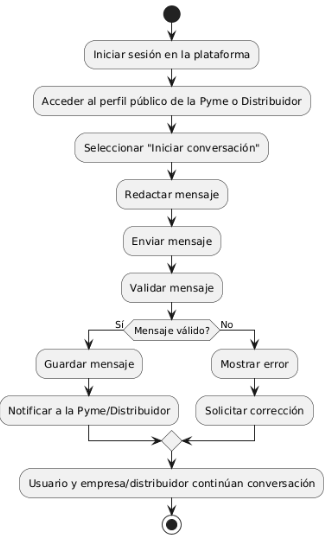 Iniciar sesión en la plataforma
Acceder al perfil público de la Pyme o Distribuidor
Seleccionar "Iniciar conversación"
Redactar mensaje
Enviar mensaje
Validar mensaje
Sí
Mensaje válido?
No
Guardar mensaje
Mostrar error
Notificar a la Pyme/Distribuidor
Solicitar corrección
Usuario y empresa/distribuidor continúan conversación